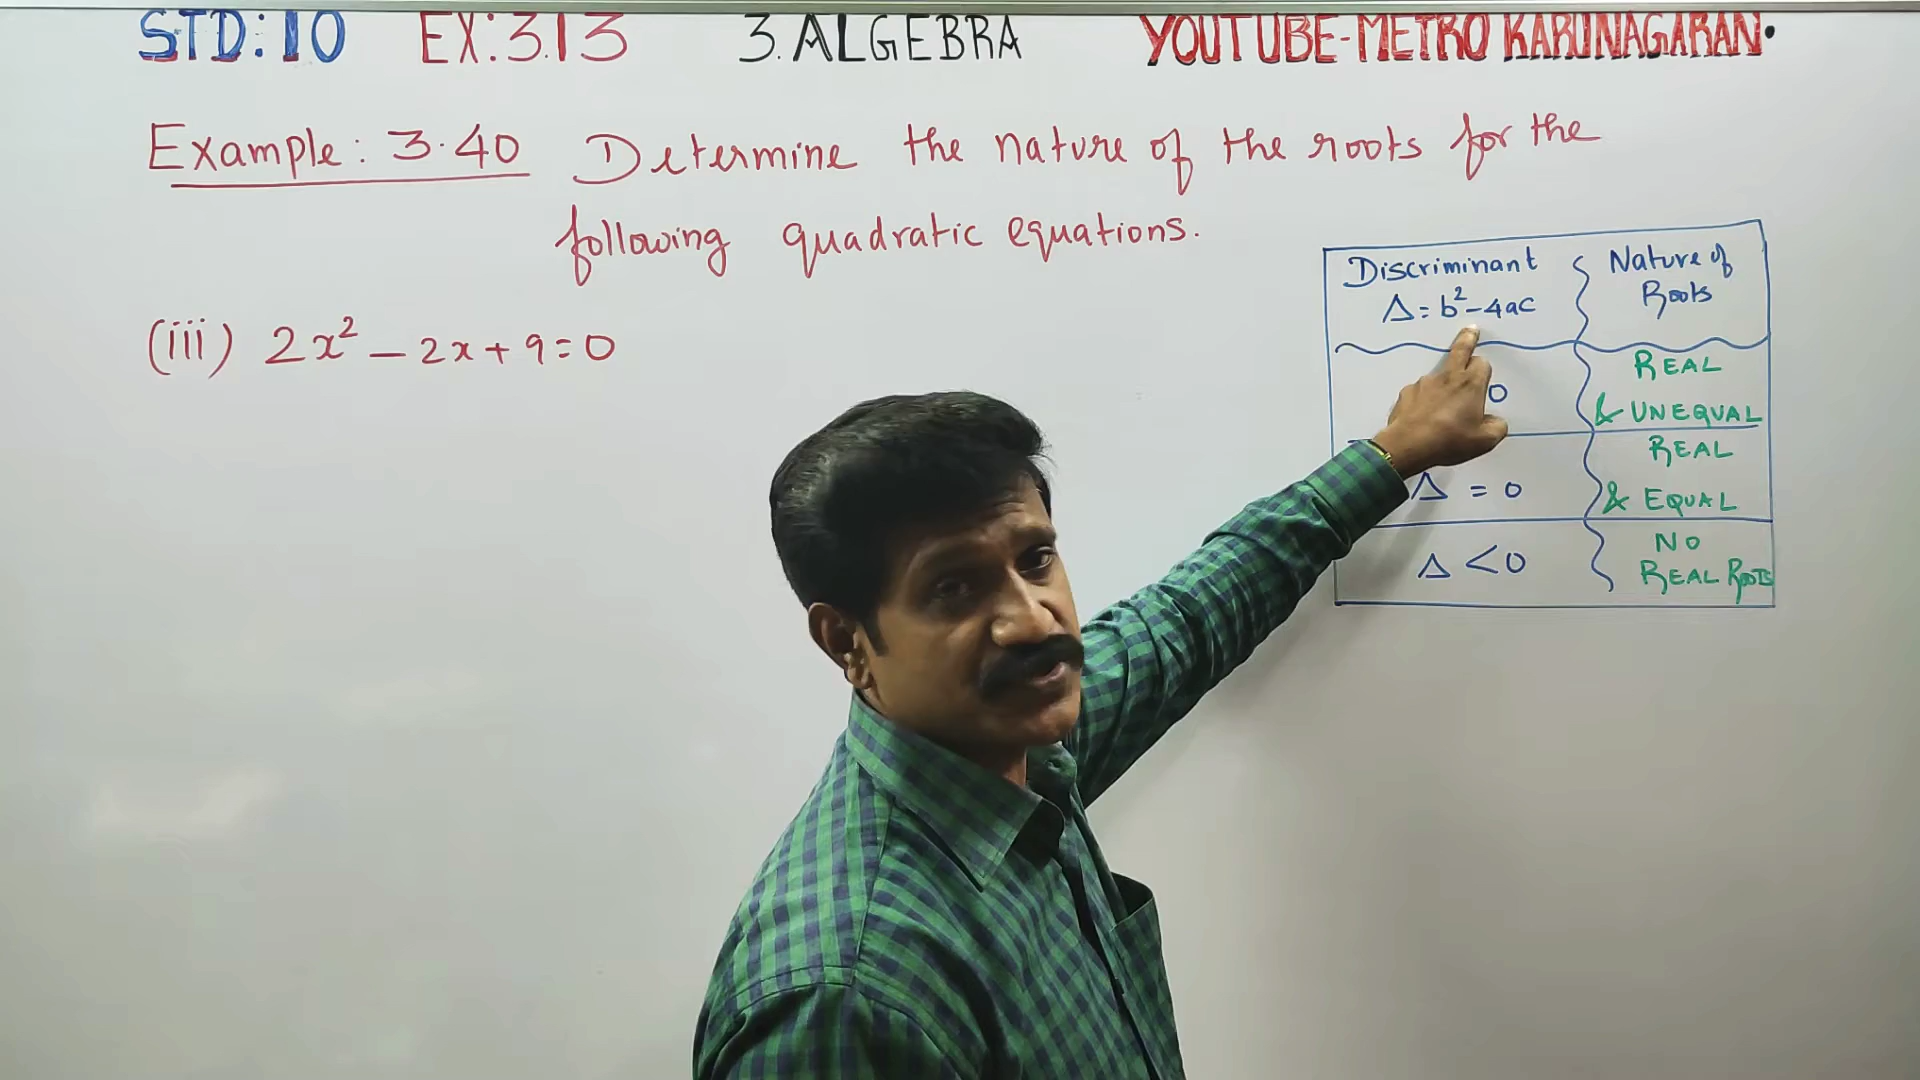 STD:10 EX:3.13 3.ALGEBRA YOUTUBE-METRO KARUNAGARAN.
Example: 3.40 Determine the nature of the roots for the
following quadratic equations.
(iii) 2x² - 2x + 9 = 0
Discriminant
Δ = b² - 4ac
Nature of
Roots
0
REAL
& UNEQUAL
Δ = 0
REAL
& EQUAL
Δ < 0
NO
REAL ROOTS